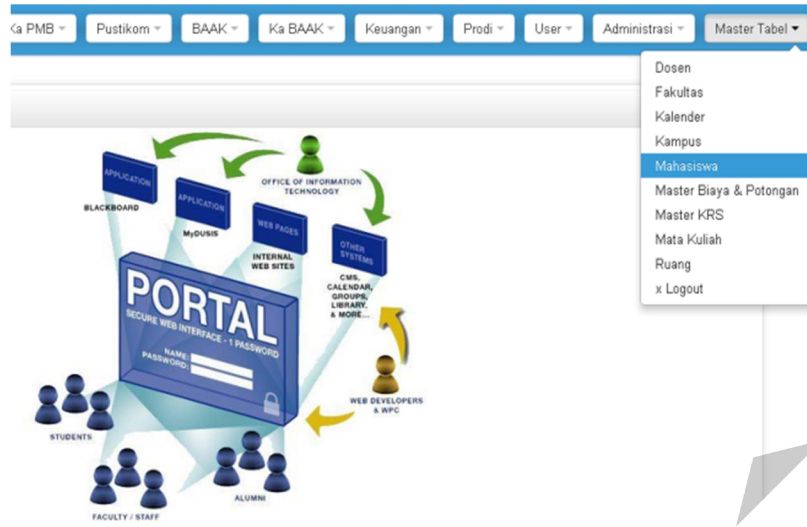 Ka PMB
Pustikom
BAAK
Ka BAAK
Keuangan
Prodi
User
Administrasi
Master Tabel
Dosen
Fakultas
Kalender
Kampus
Mahasiswa
Master Biaya & Potongan
Master KRS
Mata Kuliah
Ruang
x Logout
OFFICE OF INFORMATION
TECHNOLOGY
APPLICATION
BLACKBOARD
APPLICATION
MyDUSIS
WEB PAGES
INTERNAL
WEB SITES
OTHER
SYSTEMS
CMS,
CALENDAR,
GROUPS,
LIBRARY,
& MORE...
PORTAL
SECURE WEB INTERFACE - 1 PASSWORD
NAME:
PASSWORD:
WEB DEVELOPERS
& WPC
STUDENTS
FACULTY / STAFF
ALUMNI